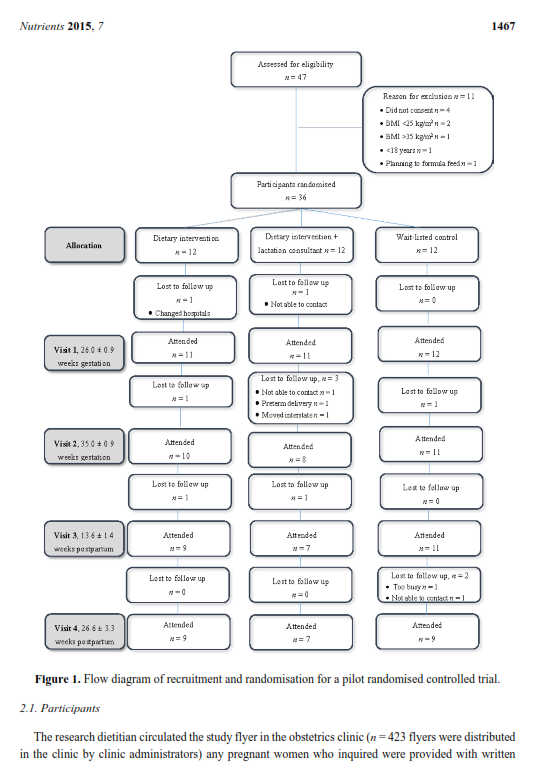 Nutrients 2015, 7 1467
Assessed for eligibility
n = 47
Reason for exclusion n = 11
• Did not consent n = 4
• BMI <25 kg/m² n = 2
• BMI >35 kg/m² n = 1
• <18 years n = 1
• Planning to formula feed n = 1
Participants randomised
n = 36
Allocation
Dietary intervention
n = 12
Dietary intervention +
lactation consultant n = 12
Wait-listed control
n = 12
Lost to follow up
n = 1
• Changed hospitals
Lost to follow up
n = 1
• Not able to contact
Lost to follow up
n = 0
Visit 1, 26.0 ± 0.9
weeks gestation
Attended
n = 11
Attended
n = 11
Attended
n = 12
Lost to follow up
n = 1
Lost to follow up, n = 3
• Not able to contact n = 1
• Preterm delivery n = 1
• Moved interstate n = 1
Lost to follow up
n = 1
Visit 2, 35.0 ± 0.9
weeks gestation
Attended
n = 10
Attended
n = 8
Attended
n = 11
Lost to follow up
n = 1
Lost to follow up
n = 1
Lost to follow up
n = 0
Visit 3, 13.6 ± 1.4
weeks postpartum
Attended
n = 9
Attended
n = 7
Attended
n = 11
Lost to follow up
n = 0
Lost to follow up
n = 0
Lost to follow up, n = 2
• Too busy n = 1
• Not able to contact n = 1
Visit 4, 26.6 ± 3.3
weeks postpartum
Attended
n = 9
Attended
n = 7
Attended
n = 9
Figure 1. Flow diagram of recruitment and randomisation for a pilot randomised controlled trial.
2.1. Participants
The research dietitian circulated the study flyer in the obstetrics clinic (n = 423 flyers were distributed
in the clinic by clinic administrators) any pregnant women who inquired were provided with written